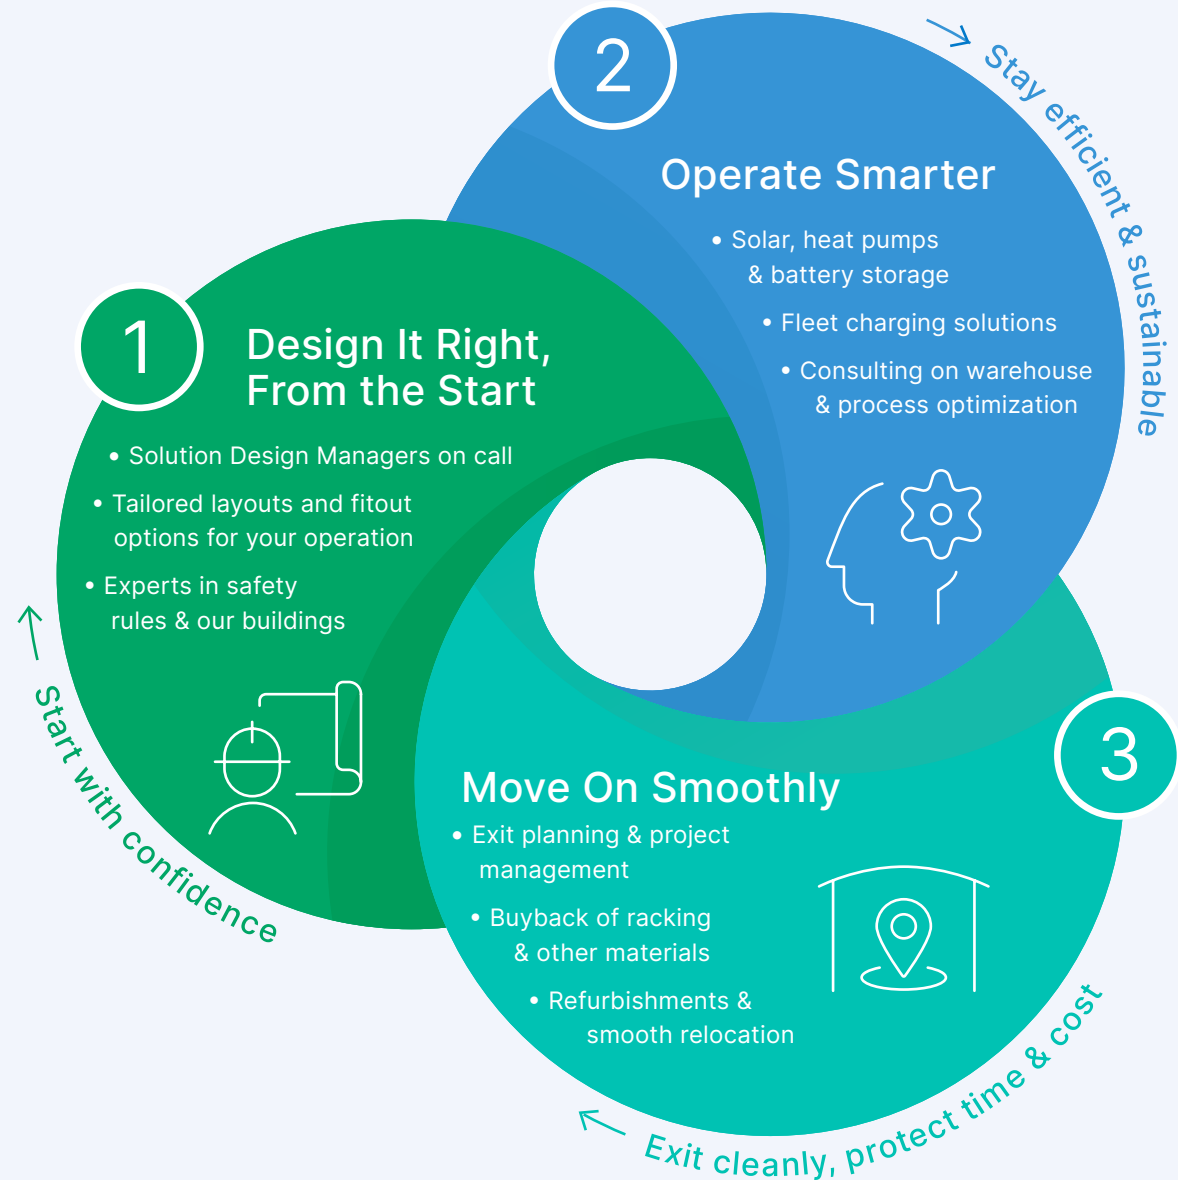 1
Design It Right,
From the Start
• Solution Design Managers on call
• Tailored layouts and fitout
options for your operation
• Experts in safety
rules & our buildings
Start with confidence
2
Operate Smarter
• Solar, heat pumps
& battery storage
• Fleet charging solutions
• Consulting on warehouse
& process optimization
Stay efficient & sustainable
3
Move On Smoothly
• Exit planning & project
management
• Buyback of racking
& other materials
• Refurbishments &
smooth relocation
Exit cleanly, protect time & cost